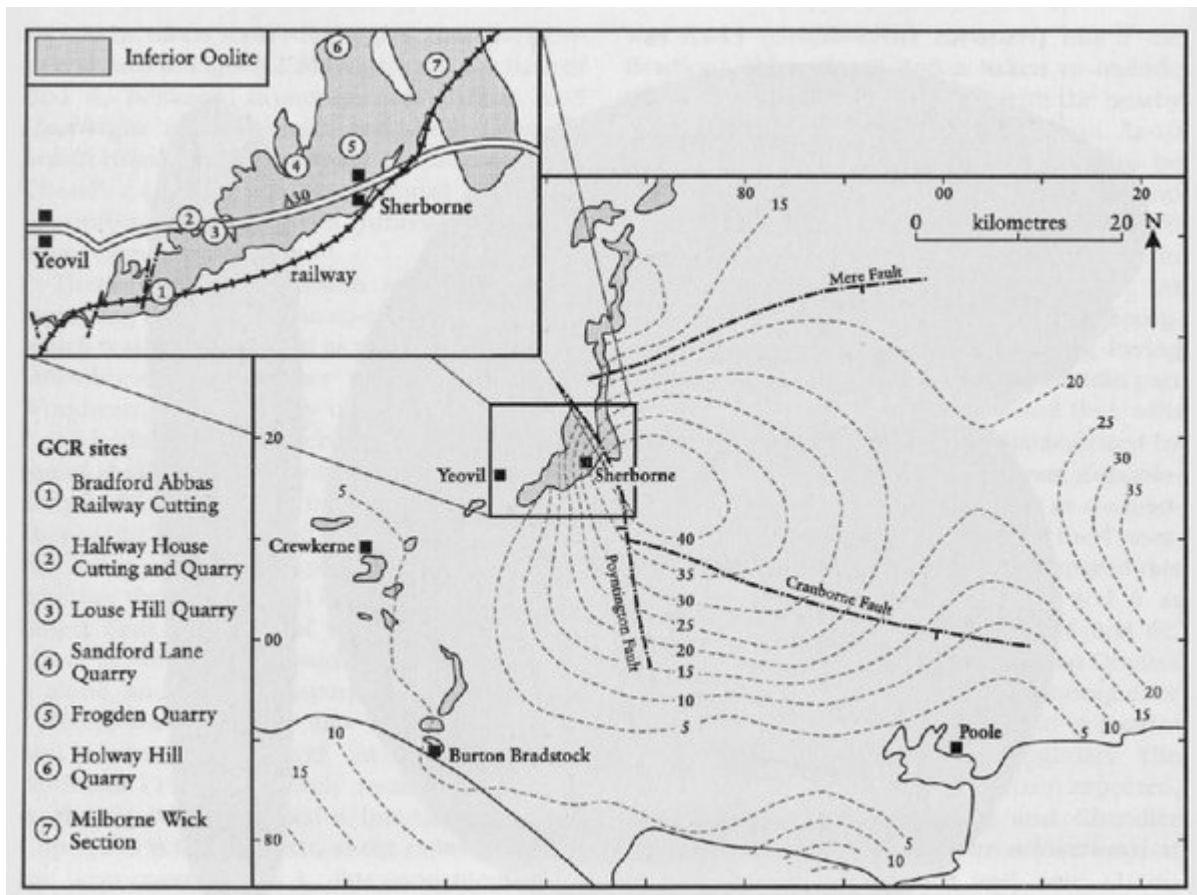 Inferior Oolite
6
7
5
4
A30
Sherborne
2
3
Yeovil
railway
1
80
00
20
15
kilometres
0
20
N
Mere Fault
20
25
30
35
20
Yeovil
Sherborne
GCR sites
1 Bradford Abbas
Railway Cutting
2 Halfway House
Cutting and Quarry
3 Louse Hill Quarry
4 Sandford Lane
Quarry
5 Frogden Quarry
6 Holway Hill
Quarry
7 Milborne Wick
Section
5
Crewkerne
40
35
30
25
20
15
10
5
Poyntington Fault
Cranborne Fault
00
20
15
10
5
10
15
Poole
Burton Bradstock
80
5
10